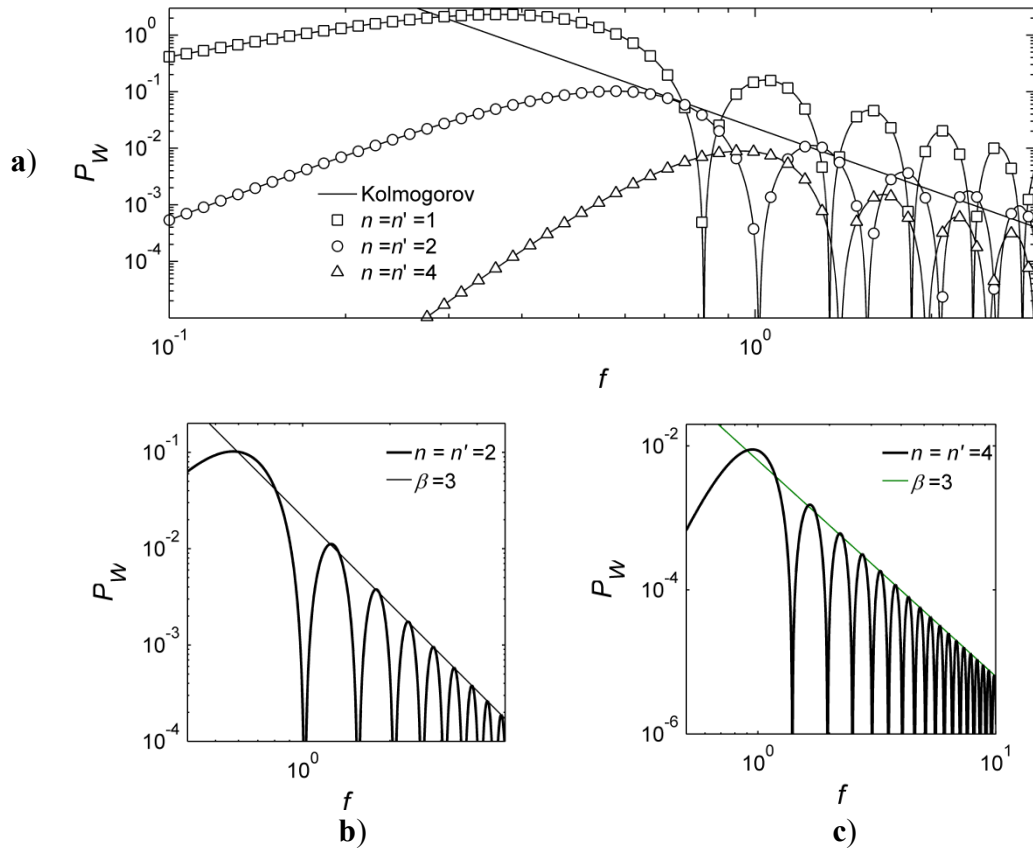 a)
10^0
10^-1
10^-2
10^-3
10^-4
P_W
Kolmogorov
n=n'=1
n=n'=2
n=n'=4
10^-1
10^0
f
10^-1
10^-2
10^-3
10^-4
P_W
n = n'=2
β=3
10^0
f
b)
10^-2
10^-4
10^-6
P_W
n = n'=4
β=3
10^0
10^1
f
c)